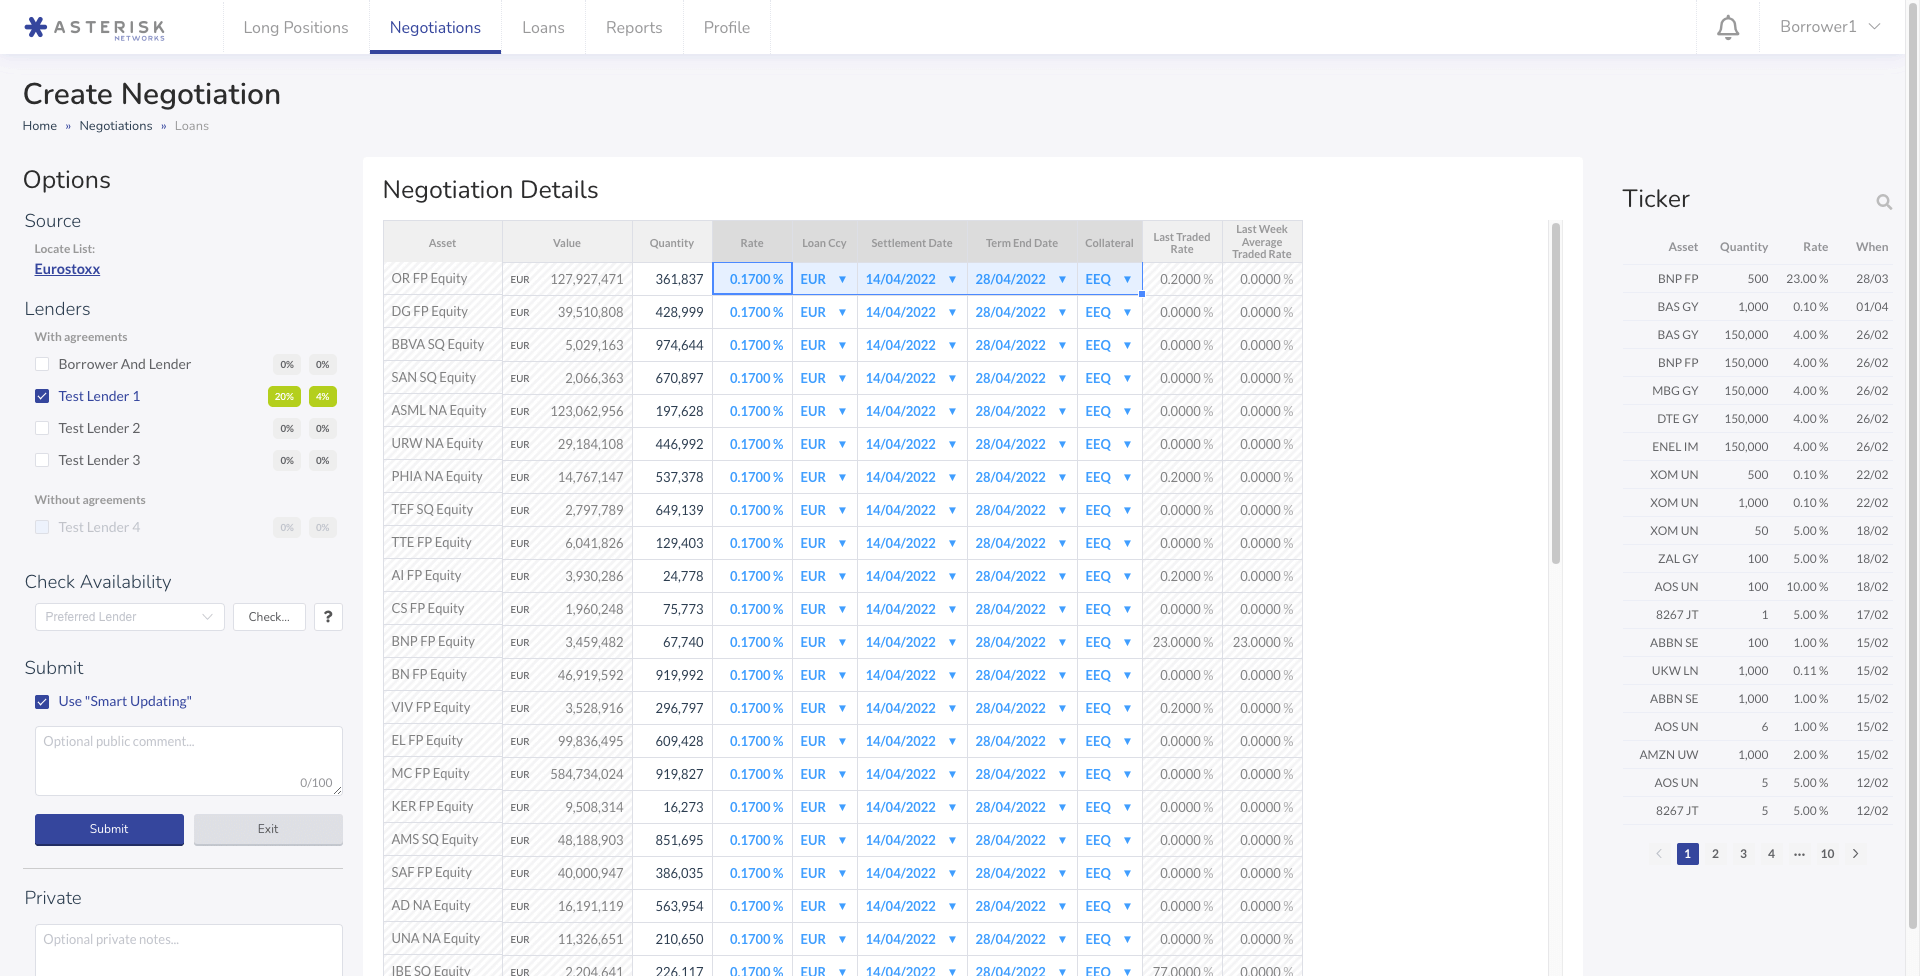 ASTERISK NETWORKS
Long Positions
Negotiations
Loans
Reports
Profile
Borrower1
Create Negotiation
Home » Negotiations » Loans
Options
Source
Locate List:
Eurostoxx
Lenders
With agreements
Borrower And Lender 0% 0%
Test Lender 1 20% 4%
Test Lender 2 0% 0%
Test Lender 3 0% 0%
Without agreements
Test Lender 4 0% 0%
Check Availability
Preferred Lender Check... ?
Submit
Use "Smart Updating"
Optional public comment...
0/100
Submit Exit
Private
Optional private notes...
Negotiation Details
Asset Value Quantity Rate Loan Ccy Settlement Date Term End Date Collateral Last Traded Rate Last Week Average Traded Rate
OR FP Equity EUR 127,927,471 361,837 0.1700 % EUR 14/04/2022 28/04/2022 EEQ 0.2000 % 0.0000 %
DG FP Equity EUR 39,510,808 428,999 0.1700 % EUR 14/04/2022 28/04/2022 EEQ 0.0000 % 0.0000 %
BBVA SQ Equity EUR 5,029,163 974,644 0.1700 % EUR 14/04/2022 28/04/2022 EEQ 0.0000 % 0.0000 %
SAN SQ Equity EUR 2,066,363 670,897 0.1700 % EUR 14/04/2022 28/04/2022 EEQ 0.0000 % 0.0000 %
ASML NA Equity EUR 123,062,956 197,628 0.1700 % EUR 14/04/2022 28/04/2022 EEQ 0.0000 % 0.0000 %
URW NA Equity EUR 29,184,108 446,992 0.1700 % EUR 14/04/2022 28/04/2022 EEQ 0.0000 % 0.0000 %
PHIA NA Equity EUR 14,767,147 537,378 0.1700 % EUR 14/04/2022 28/04/2022 EEQ 0.2000 % 0.0000 %
TEF SQ Equity EUR 2,797,789 649,139 0.1700 % EUR 14/04/2022 28/04/2022 EEQ 0.0000 % 0.0000 %
TTE FP Equity EUR 6,041,826 129,403 0.1700 % EUR 14/04/2022 28/04/2022 EEQ 0.0000 % 0.0000 %
AI FP Equity EUR 3,930,286 24,778 0.1700 % EUR 14/04/2022 28/04/2022 EEQ 0.2000 % 0.0000 %
CS FP Equity EUR 1,960,248 75,773 0.1700 % EUR 14/04/2022 28/04/2022 EEQ 0.0000 % 0.0000 %
BNP FP Equity EUR 3,459,482 67,740 0.1700 % EUR 14/04/2022 28/04/2022 EEQ 23.0000 % 23.0000 %
BN FP Equity EUR 46,919,592 919,992 0.1700 % EUR 14/04/2022 28/04/2022 EEQ 0.0000 % 0.0000 %
VIV FP Equity EUR 3,528,916 296,797 0.1700 % EUR 14/04/2022 28/04/2022 EEQ 0.2000 % 0.0000 %
EL FP Equity EUR 99,836,495 609,428 0.1700 % EUR 14/04/2022 28/04/2022 EEQ 0.0000 % 0.0000 %
MC FP Equity EUR 584,734,024 919,827 0.1700 % EUR 14/04/2022 28/04/2022 EEQ 0.0000 % 0.0000 %
KER FP Equity EUR 9,508,314 16,273 0.1700 % EUR 14/04/2022 28/04/2022 EEQ 0.0000 % 0.0000 %
AMS SQ Equity EUR 48,188,903 851,695 0.1700 % EUR 14/04/2022 28/04/2022 EEQ 0.0000 % 0.0000 %
SAF FP Equity EUR 40,000,947 386,035 0.1700 % EUR 14/04/2022 28/04/2022 EEQ 0.0000 % 0.0000 %
AD NA Equity EUR 16,191,119 563,954 0.1700 % EUR 14/04/2022 28/04/2022 EEQ 0.0000 % 0.0000 %
UNA NA Equity EUR 11,326,651 210,650 0.1700 % EUR 14/04/2022 28/04/2022 EEQ 0.0000 % 0.0000 %
IBE SQ Equity EUR 2,204,641 226,117 0.1700 % EUR 14/04/2022 28/04/2022 EEQ 77.0000 % 0.0000 %
Ticker
Asset Quantity Rate When
BNP FP 500 23.00 % 28/03
BAS GY 1,000 0.10 % 01/04
BAS GY 150,000 4.00 % 26/02
BNP FP 150,000 4.00 % 26/02
MBG GY 150,000 4.00 % 26/02
DTE GY 150,000 4.00 % 26/02
ENEL IM 150,000 4.00 % 26/02
XOM UN 500 0.10 % 22/02
XOM UN 1,000 0.10 % 22/02
XOM UN 50 5.00 % 18/02
ZAL GY 100 5.00 % 18/02
AOS UN 100 10.00 % 18/02
8267 JT 1 5.00 % 17/02
ABBN SE 100 1.00 % 15/02
UKW LN 1,000 0.11 % 15/02
ABBN SE 1,000 1.00 % 15/02
AOS UN 6 1.00 % 15/02
AMZN UW 1,000 2.00 % 15/02
AOS UN 5 5.00 % 12/02
8267 JT 5 5.00 % 12/02
1 2 3 4 ••• 10